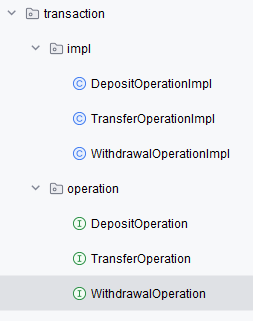 transaction
impl
C DepositOperationImpl
C TransferOperationImpl
C WithdrawalOperationImpl
operation
I DepositOperation
I TransferOperation
I WithdrawalOperation